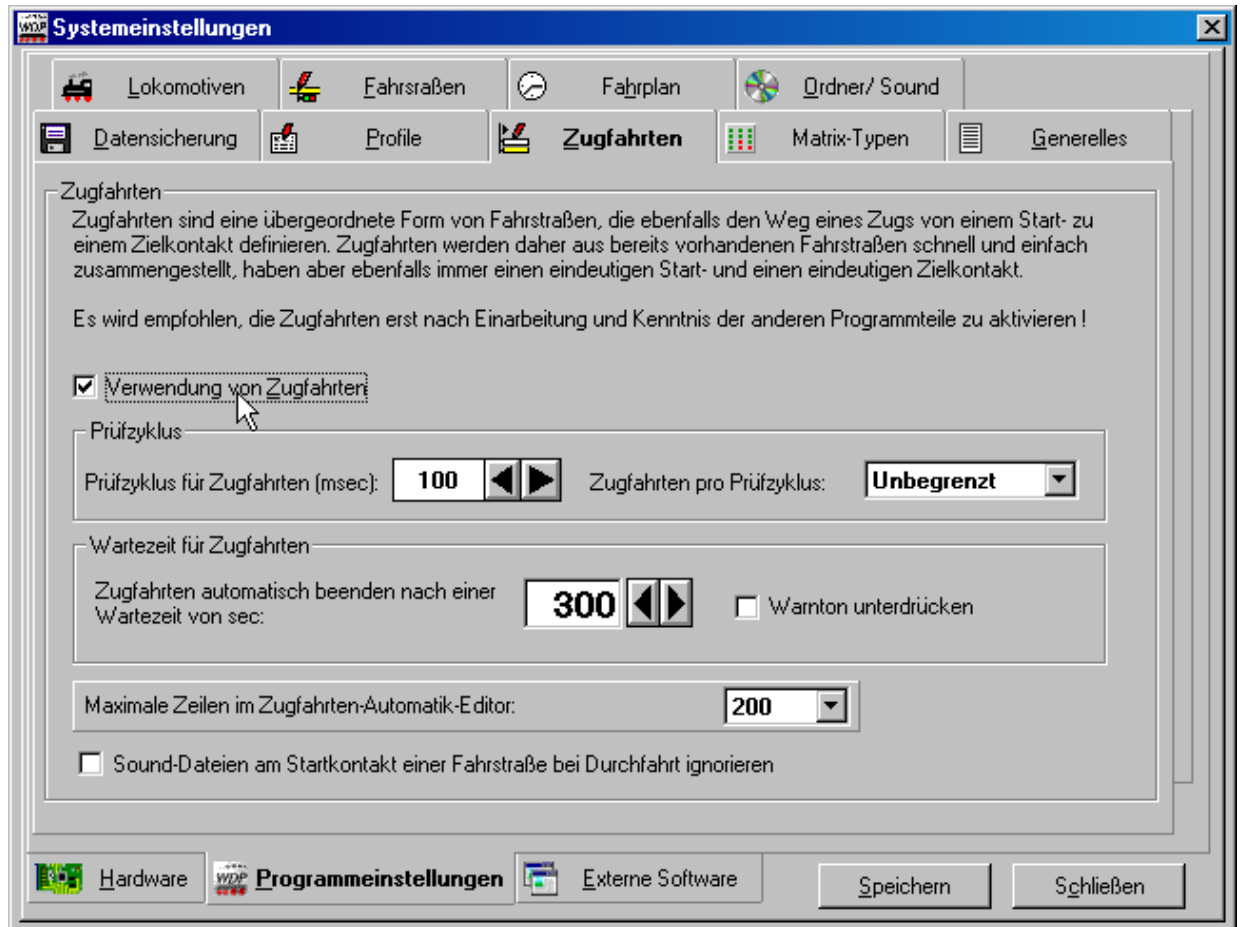 WDP Systemeinstellungen
Lokomotiven Fahrsraßen Fahrplan Ordner/ Sound
Datensicherung Profile Zugfahrten Matrix-Typen Generelles
Zugfahrten
Zugfahrten sind eine übergeordnete Form von Fahrstraßen, die ebenfalls den Weg eines Zugs von einem Start- zu
einem Zielkontakt definieren. Zugfahrten werden daher aus bereits vorhandenen Fahrstraßen schnell und einfach
zusammengestellt, haben aber ebenfalls immer einen eindeutigen Start- und einen eindeutigen Zielkontakt.
Es wird empfohlen, die Zugfahrten erst nach Einarbeitung und Kenntnis der anderen Programmteile zu aktivieren !
Verwendung von Zugfahrten
Prüfzyklus
Prüfzyklus für Zugfahrten (msec): 100 Zugfahrten pro Prüfzyklus: Unbegrenzt
Wartezeit für Zugfahrten
Zugfahrten automatisch beenden nach einer
Wartezeit von sec: 300 Warnton unterdrücken
Maximale Zeilen im Zugfahrten-Automatik-Editor: 200
Sound-Dateien am Startkontakt einer Fahrstraße bei Durchfahrt ignorieren
Hardware WDP Programmeinstellungen Externe Software Speichern Schließen